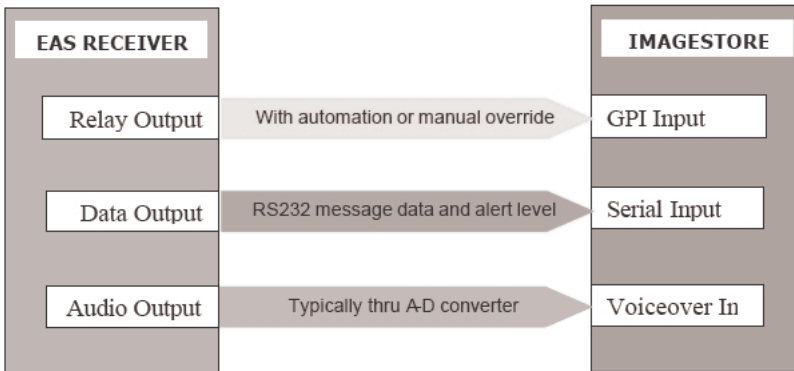 EAS RECEIVER
IMAGESTORE
Relay Output
With automation or manual override
GPI Input
Data Output
RS232 message data and alert level
Serial Input
Audio Output
Typically thru A-D converter
Voiceover In